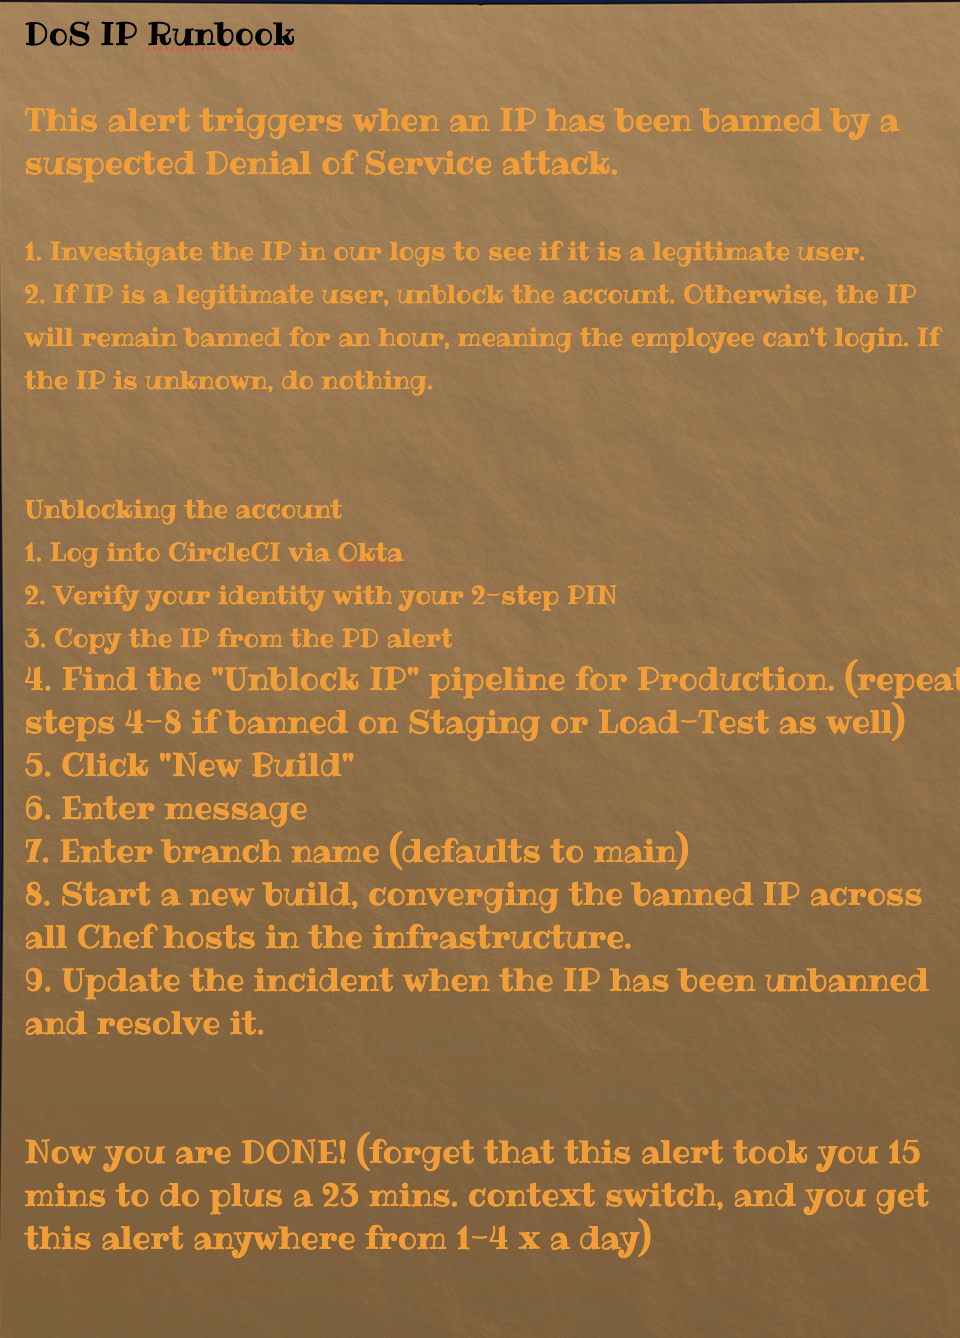 DoS IP Runbook
This alert triggers when an IP has been banned by a
suspected Denial of Service attack.
1. Investigate the IP in our logs to see if it is a legitimate user.
2. If IP is a legitimate user, unblock the account. Otherwise, the IP
will remain banned for an hour, meaning the employee can't login. If
the IP is unknown, do nothing.
Unblocking the account
1. Log into CircleCI via Okta
2. Verify your identity with your 2-step PIN
3. Copy the IP from the PD alert
4. Find the "Unblock IP" pipeline for Production. (repeat
steps 4-8 if banned on Staging or Load-Test as well)
5. Click "New Build"
6. Enter message
7. Enter branch name (defaults to main)
8. Start a new build, converging the banned IP across
all Chef hosts in the infrastructure.
9. Update the incident when the IP has been unbanned
and resolve it.
Now you are DONE! (forget that this alert took you 15
mins to do plus a 23 mins. context switch, and you get
this alert anywhere from 1-4 x a day)